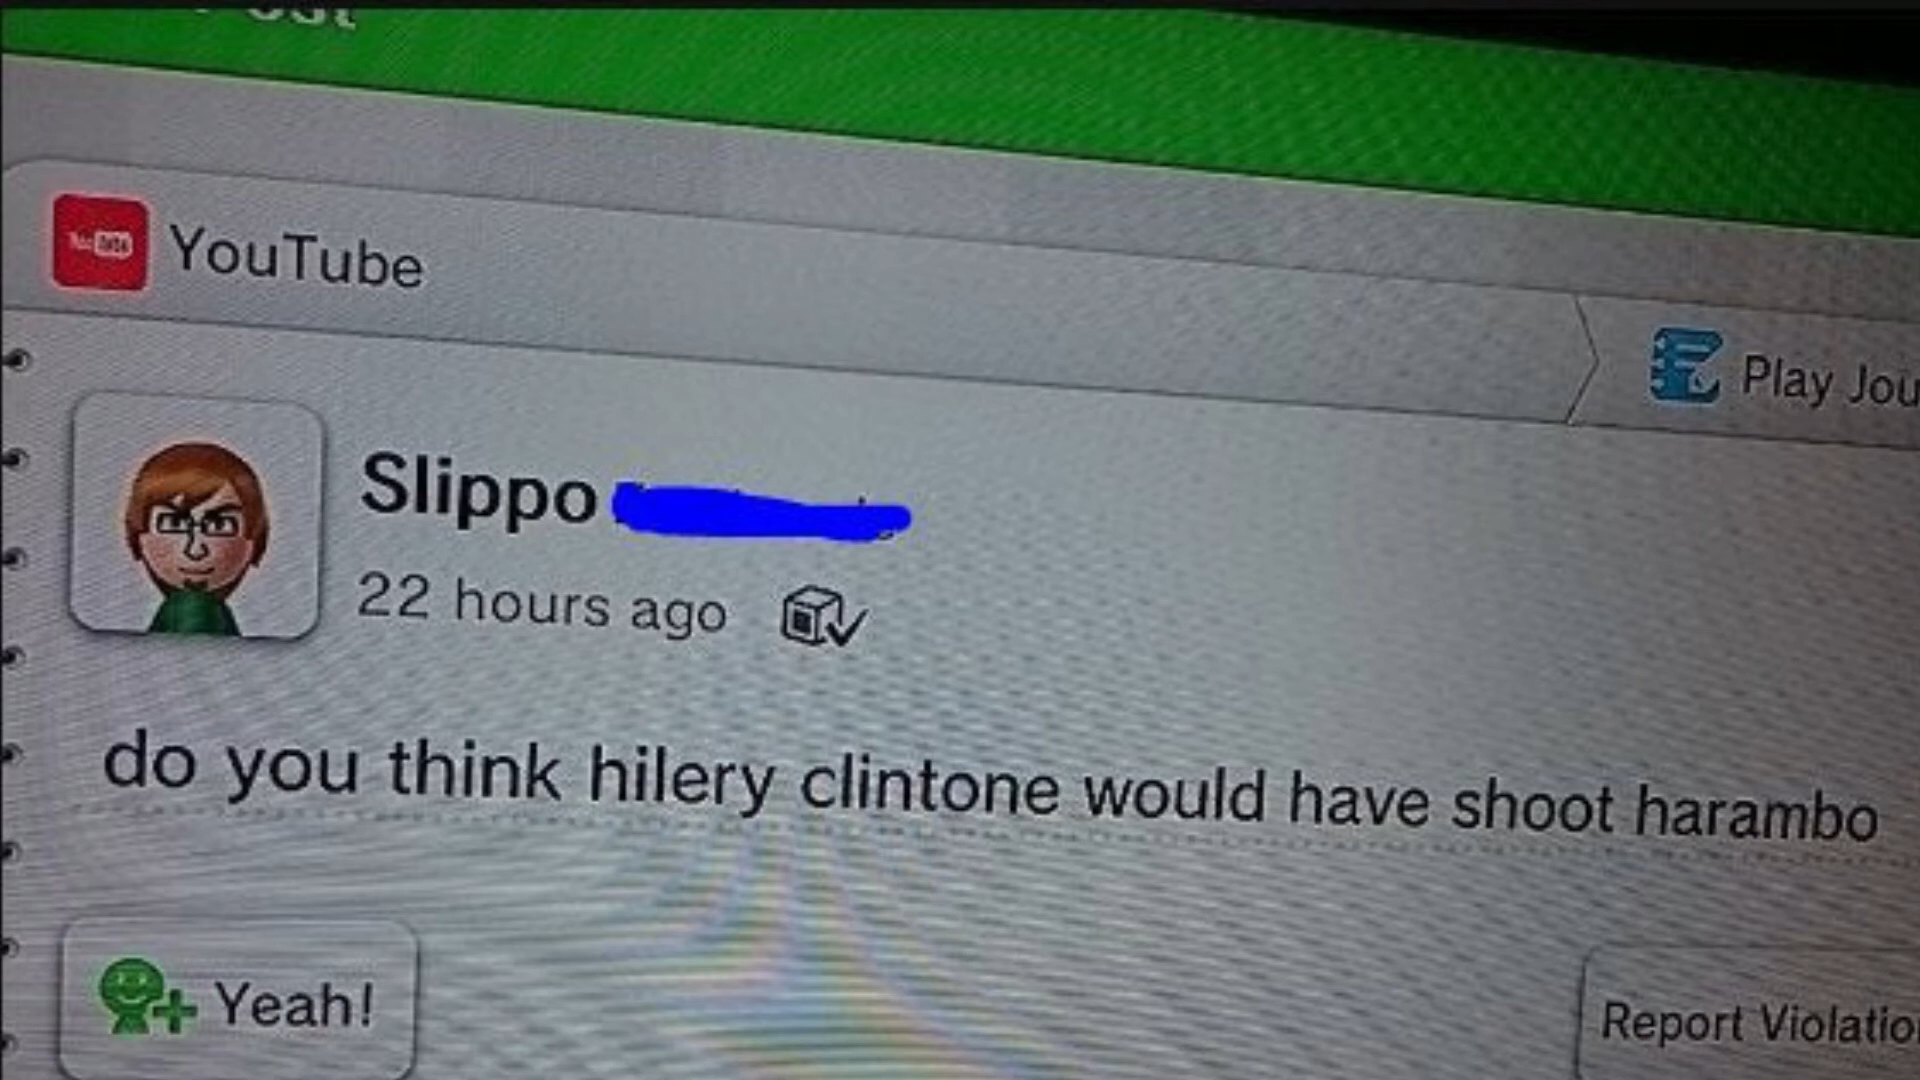 YouTube
Play Jou
Slippo
22 hours ago
do you think hilery clintone would have shoot harambo
Yeah!
Report Violatio